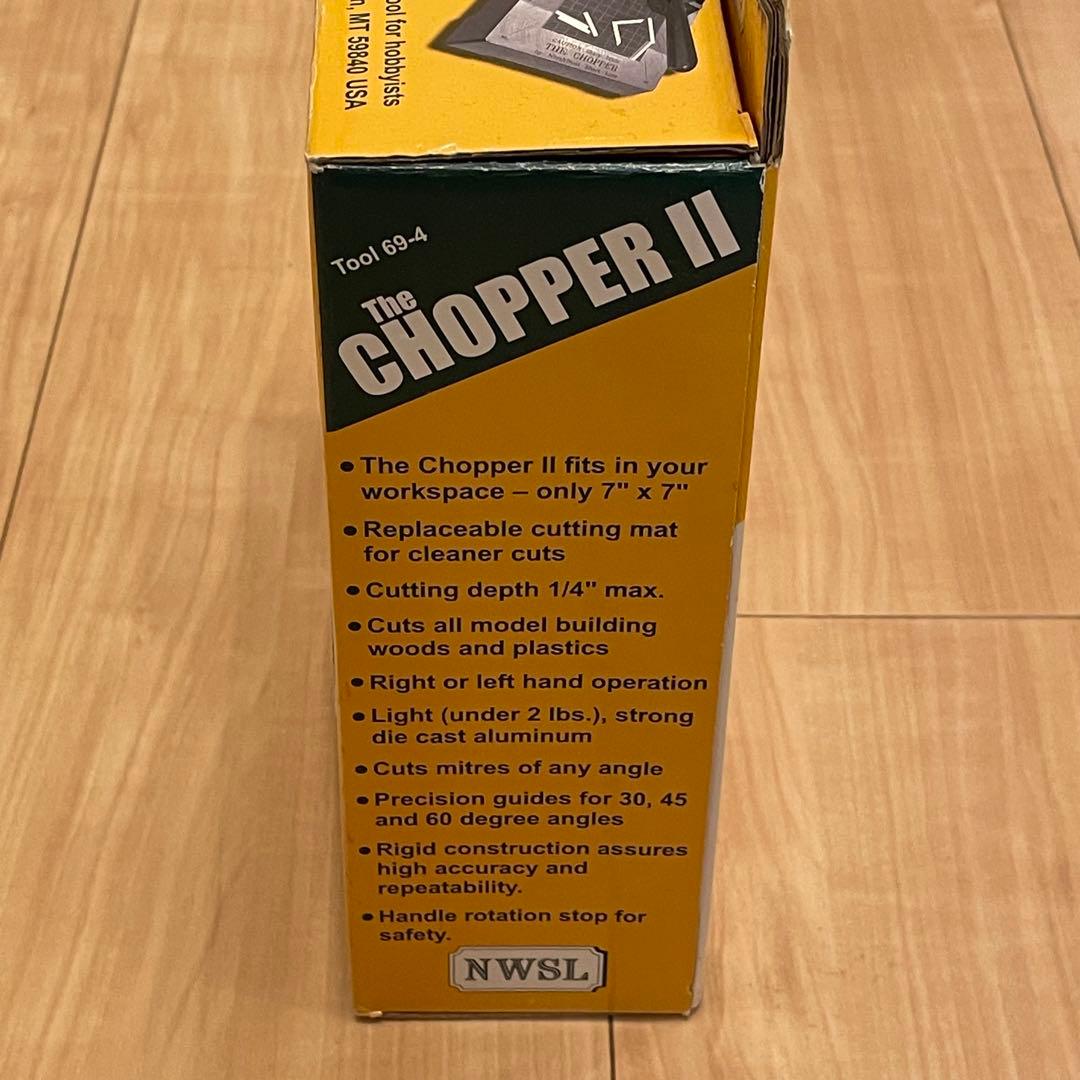 ool for hobbyists
n, MT 59840 USA
THE CHOPPER
Tool 69-4
The
CHOPPER II
• The Chopper II fits in your
workspace – only 7" x 7"
• Replaceable cutting mat
for cleaner cuts
• Cutting depth 1/4" max.
• Cuts all model building
woods and plastics
• Right or left hand operation
• Light (under 2 lbs.), strong
die cast aluminum
• Cuts mitres of any angle
• Precision guides for 30, 45
and 60 degree angles
• Rigid construction assures
high accuracy and
repeatability.
• Handle rotation stop for
safety.
NWSL